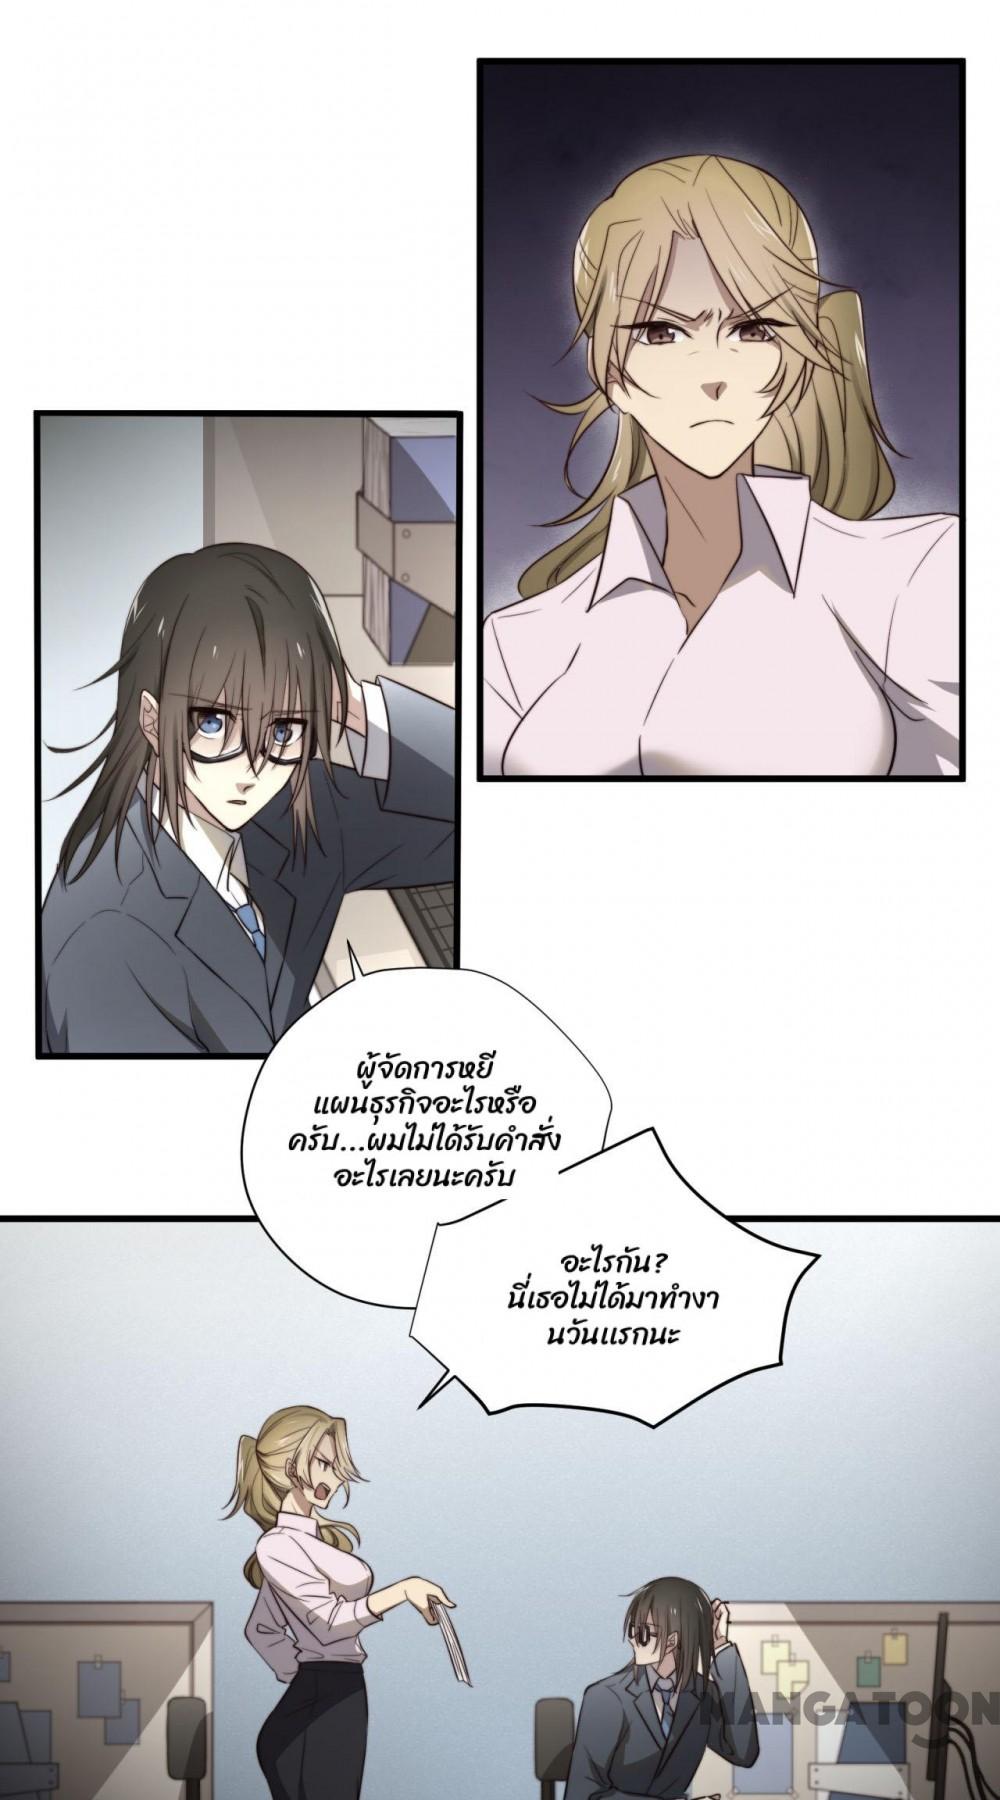 ผู้จัดการหยี
แผนธุรกิจอะไรหรือ
ครับ...ผมไม่ได้รับคำสั่ง
อะไรเลยนะครับ
อะไรกัน?
นี่เธอไม่ได้มาทำงา
นวันแรกนะ
MANGATOON